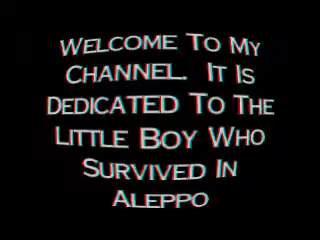 Welcome To My
Channel. It Is
Dedicated To The
Little Boy Who
Survived In
Aleppo